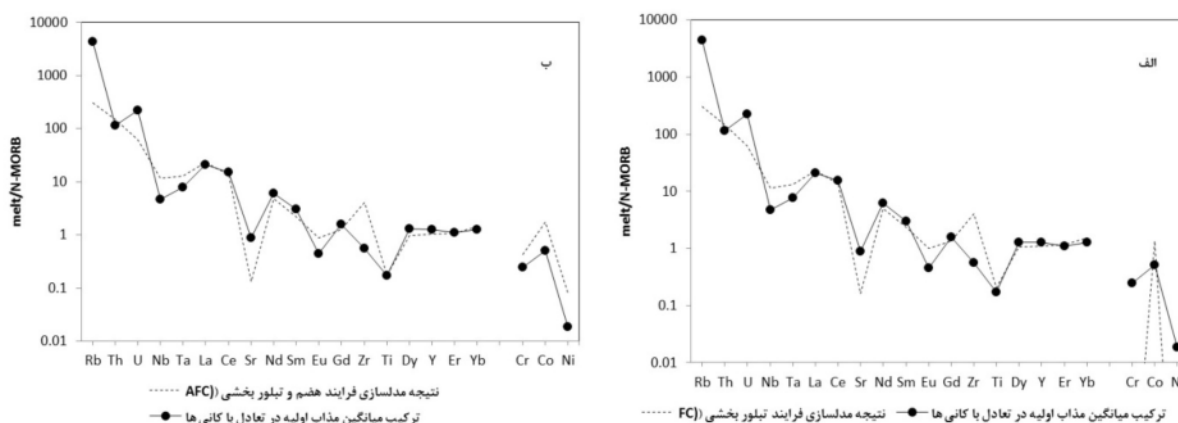 الف
10000
1000
100
10
1
0.1
0.01
melt/N-MORB
Rb Th U Nb Ta La Ce Sr Nd Sm Eu Gd Zr Ti Dy Y Er Yb Cr Co
ترکیب میانگین مذاب اولیه در تعادل با کانی‌ها نتیجه مدلسازی فرایند تبلور بخشی ((FC
ب
10000
1000
100
10
1
0.1
0.01
melt/N-MORB
Rb Th U Nb Ta La Ce Sr Nd Sm Eu Gd Zr Ti Dy Y Er Yb Cr Co Ni
نتیجه مدلسازی فرایند هضم و تبلور بخشی ((AFC
ترکیب میانگین مذاب اولیه در تعادل با کانی‌ها